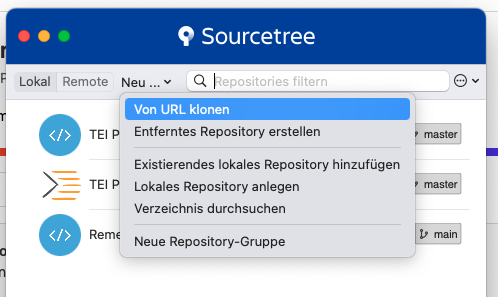 Sourcetree
Lokal Remote Neu ... Repositories filtern
Von URL klonen
Entferntes Repository erstellen
TEI P master
Existierendes lokales Repository hinzufügen
TEI P master
Lokales Repository anlegen
Verzeichnis durchsuchen
Reme main
Neue Repository-Gruppe